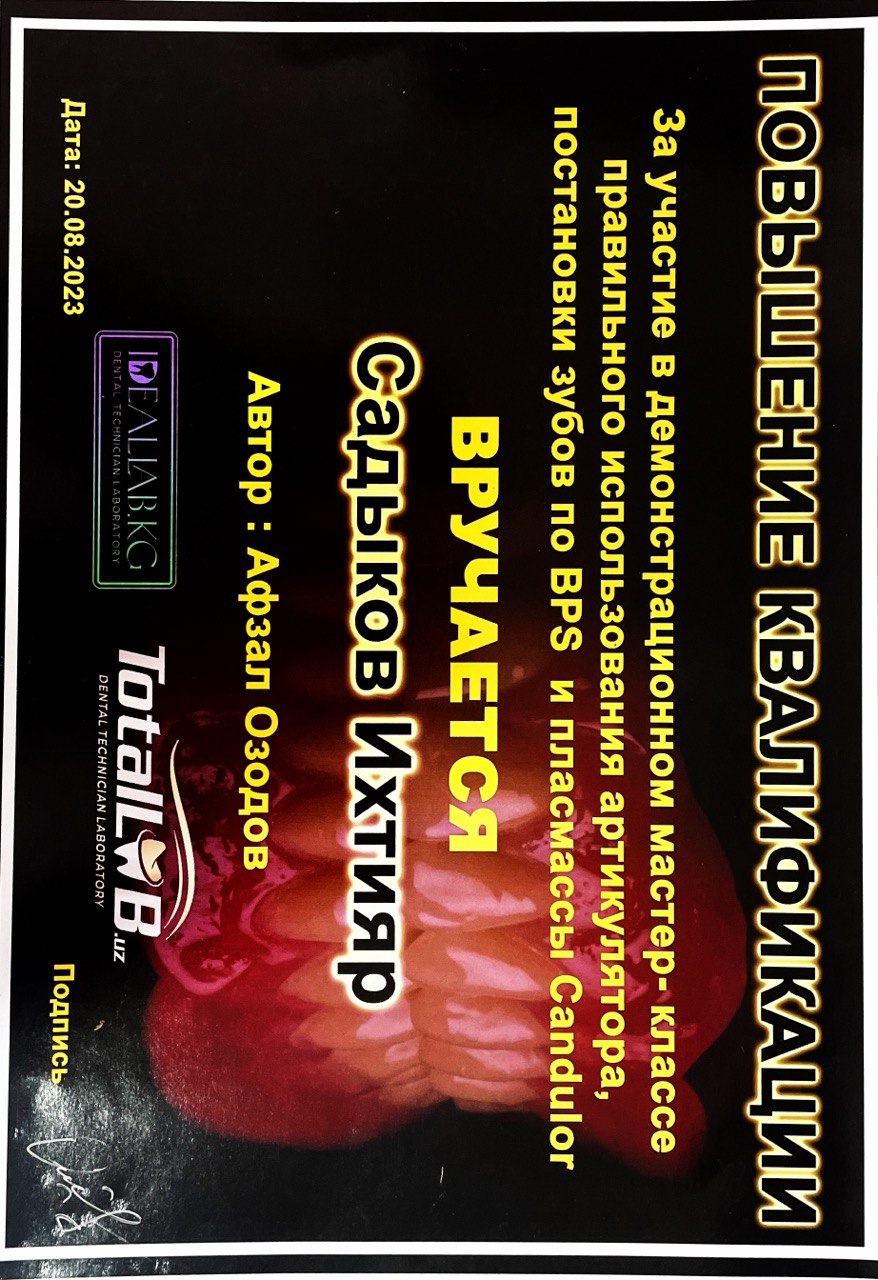 ПОВЫШЕНИЕ КВАЛИФИКАЦИИ
За участие в демонстрационном мастер- классе
правильного использования артикулятора,
постановки зубов по BPS и пласмассы Candulor
ВРУЧАЕТСЯ
Садыков Ихтияр
Автор : Афзал Озодов
IDEALLAB.KG
DENTAL TECHNICIAN LABORATORY
TotalLAB.uz
DENTAL TECHNICIAN LABORATORY
Дата: 20.08.2023
Подпись